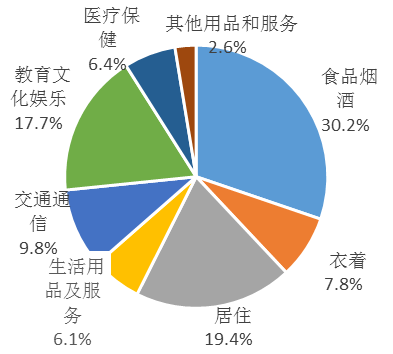 其他用品和服务
2.6%
食品烟
酒
30.2%
衣着
7.8%
居住
19.4%
生活用
品及服
务
6.1%
交通通
信
9.8%
教育文
化娱乐
17.7%
医疗保
健
6.4%